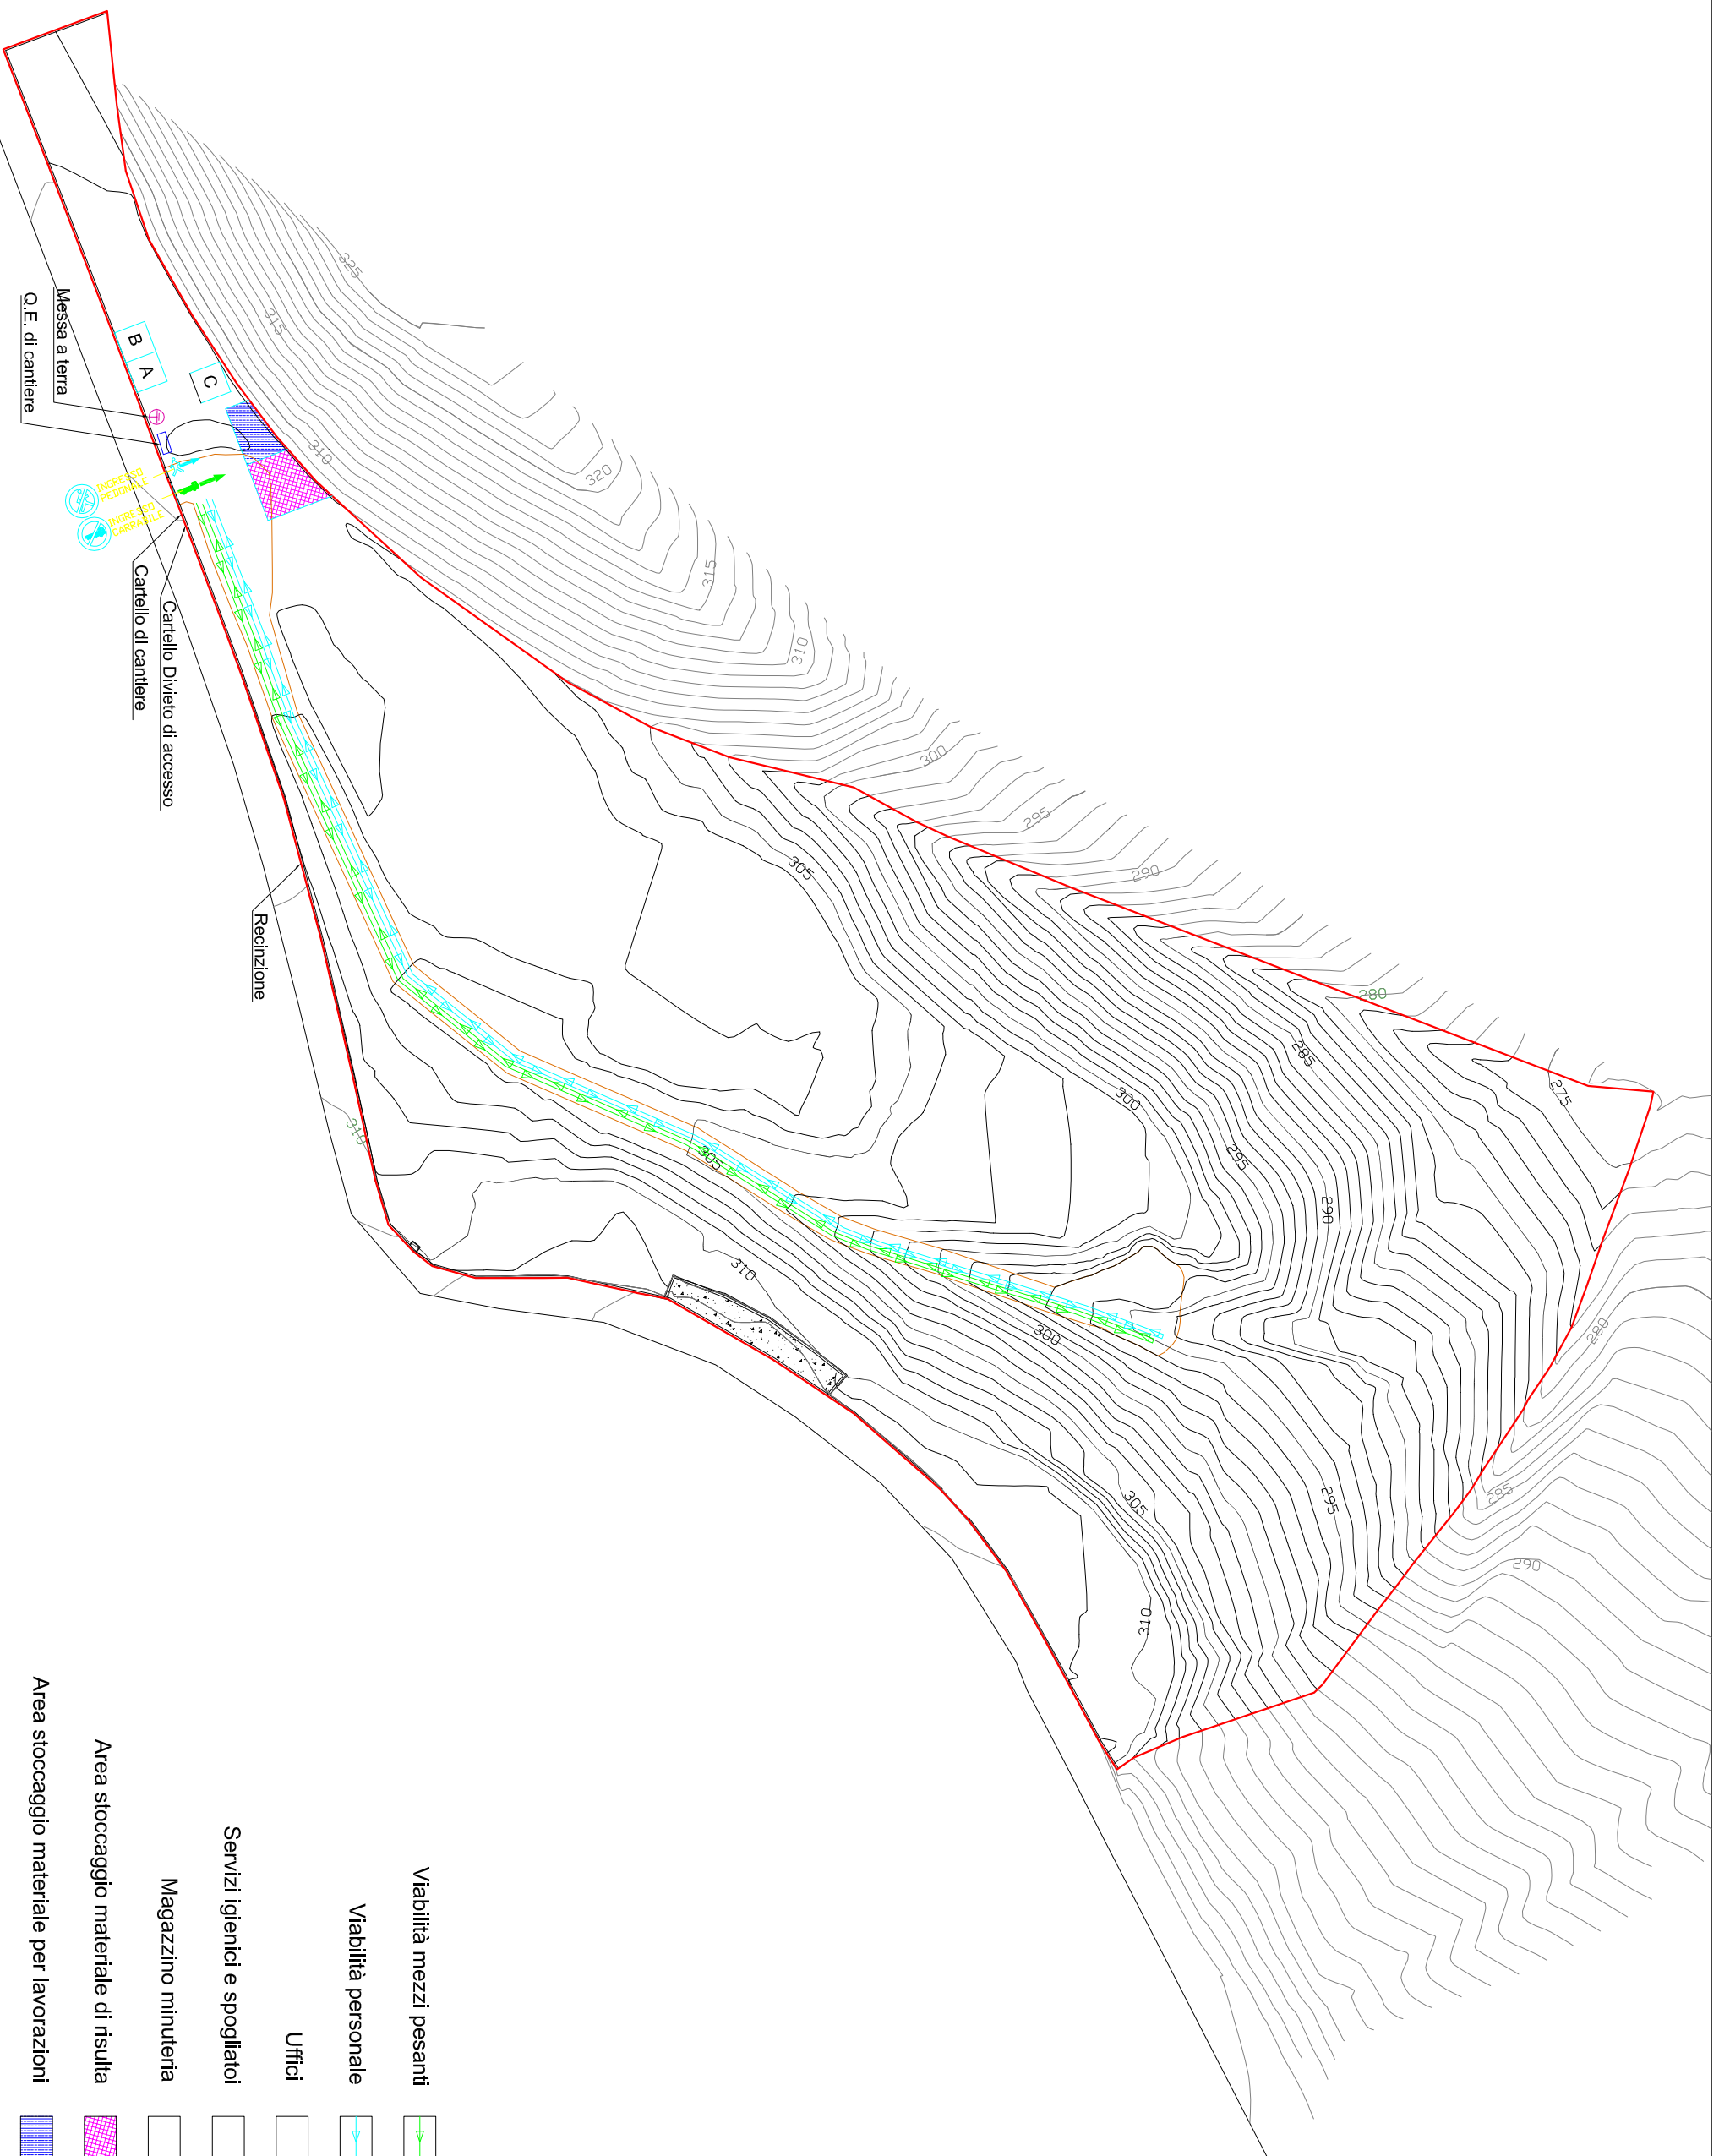 325
315
310
320
315
310
300
295
290
280
275
285
305
300
295
290
280
285
290
295
305
300
310
305
310
310
B
A
C
Messa a terra
Q.E. di cantiere
INGRESSO
PEDONALE
INGRESSO
CARRABILE
Cartello Divieto di accesso
Cartello di cantiere
Recinzione
Viabilità mezzi pesanti
Viabilità personale
Uffici
Servizi igienici e spogliatoi
Magazzino minuteria
Area stoccaggio materiale di risulta
Area stoccaggio materiale per lavorazioni